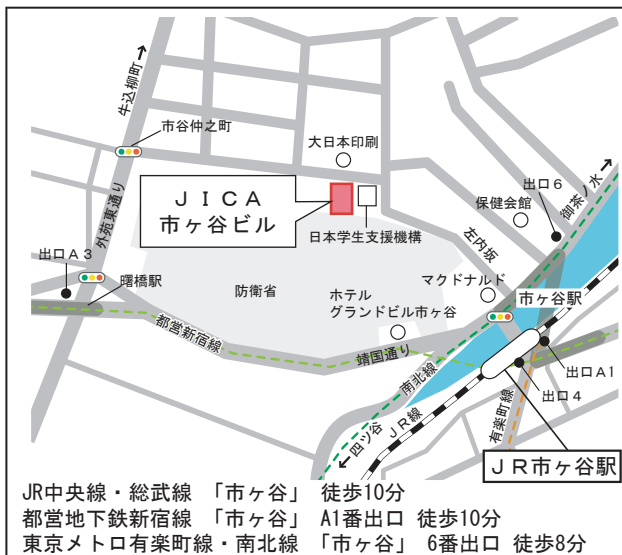 牛込柳町→
市谷仲之町
大日本印刷
出口6
御茶ノ水→
JICA
市ヶ谷ビル
保健会館
外苑東通り
日本学生支援機構
左内坂
出口A3
曙橋駅
防衛省
マクドナルド
市ヶ谷駅
ホテル
グランドビル市ヶ谷
都営新宿線
靖国通り
南北線
出口A1
出口4
JR線
←四ツ谷
有楽町線
JR市ヶ谷駅
JR中央線・総武線 「市ヶ谷」 徒歩10分
都営地下鉄新宿線 「市ヶ谷」 A1番出口 徒歩10分
東京メトロ有楽町線・南北線 「市ヶ谷」 6番出口 徒歩8分